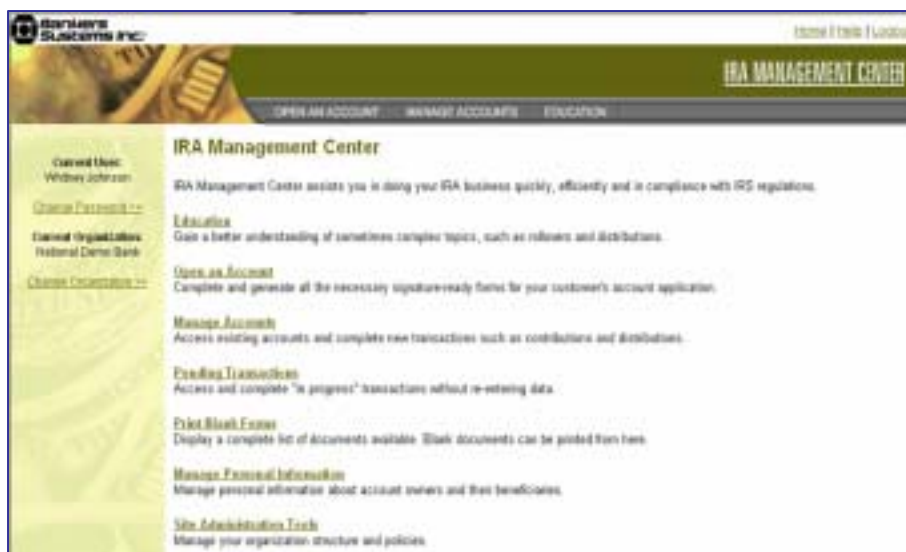 Bankers
Systems Inc.
Home | Help | Logout
IRA MANAGEMENT CENTER
OPEN AN ACCOUNT MANAGE ACCOUNTS EDUCATION
Current User:
Whitney Johnson
Change Password >>
Current Organization:
National Demo Bank
Change Organization >>
IRA Management Center
IRA Management Center assists you in doing your IRA business quickly, efficiently and in compliance with IRS regulations.
Education
Gain a better understanding of sometimes complex topics, such as rollovers and distributions.
Open an Account
Complete and generate all the necessary signature-ready forms for your customer's account application.
Manage Accounts
Access existing accounts and complete new transactions such as contributions and distributions.
Pending Transactions
Access and complete "in progress" transactions without re-entering data.
Print Blank Forms
Display a complete list of documents available. Blank documents can be printed from here.
Manage Personal Information
Manage personal information about account owners and their beneficiaries.
Site Administration Tools
Manage your organization structure and policies.